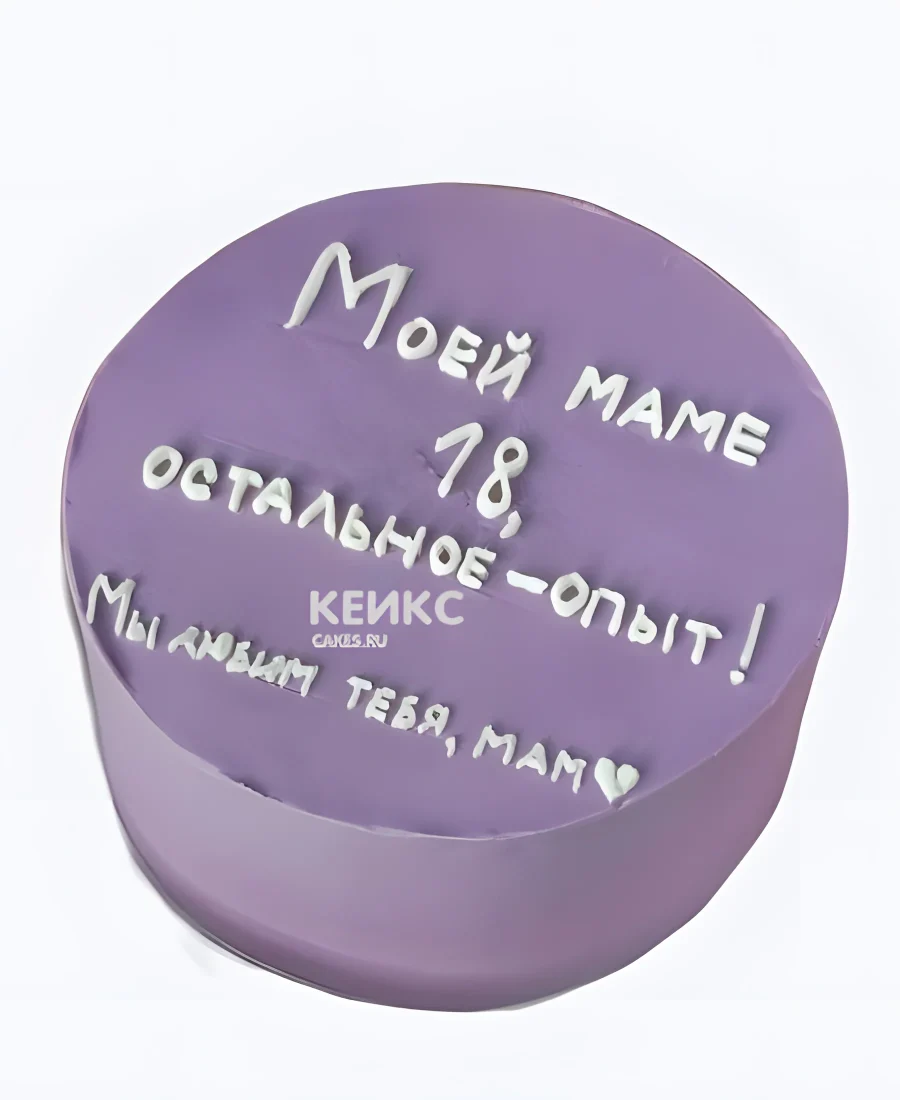 Моей маме
18,
остальное – опыт!
КЕЙКС
CAKES.RU
Мы любим тебя, мам♥